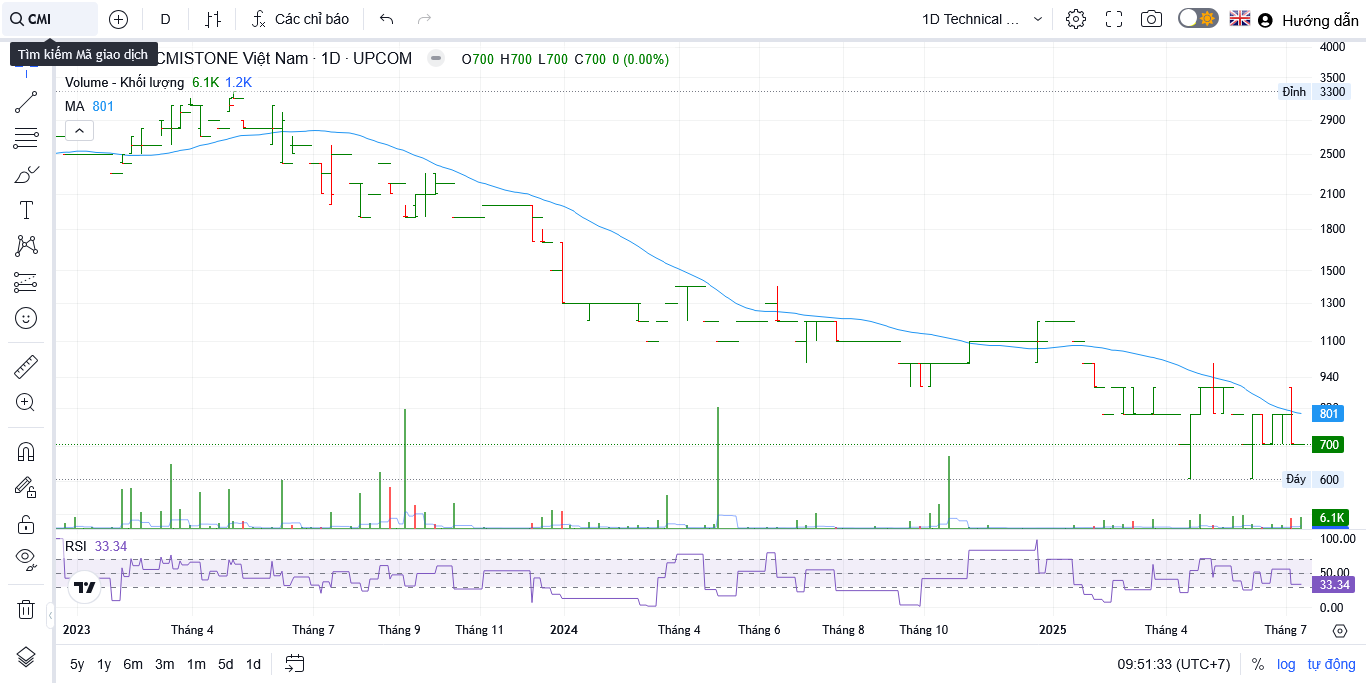 CMI
D
Các chỉ báo
1D Technical ...
Hướng dẫn
Tìm kiếm Mã giao dịch
CMISTONE Việt Nam · 1D · UPCOM
O700 H700 L700 C700 0 (0.00%)
Volume - Khối lượng 6.1K 1.2K
MA 801
4000
3500
Đỉnh 3300
2900
2500
2100
1800
1500
1300
1100
940
801
700
Đáy 600
6.1K
RSI 33.34
100.00
50.00
33.34
0.00
2023 Tháng 4 Tháng 7 Tháng 9 Tháng 11 2024 Tháng 4 Tháng 6 Tháng 8 Tháng 10 2025 Tháng 4 Tháng 7
5y 1y 6m 3m 1m 5d 1d
09:51:33 (UTC+7) % log tự động